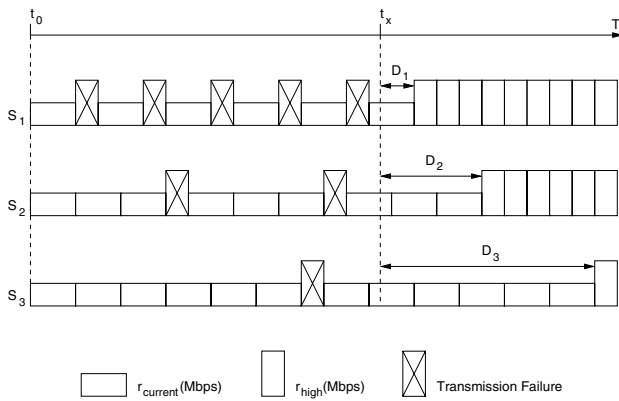 t0
tx
T
D1
S1
D2
S2
D3
S3
rcurrent(Mbps)
rhigh(Mbps)
Transmission Failure